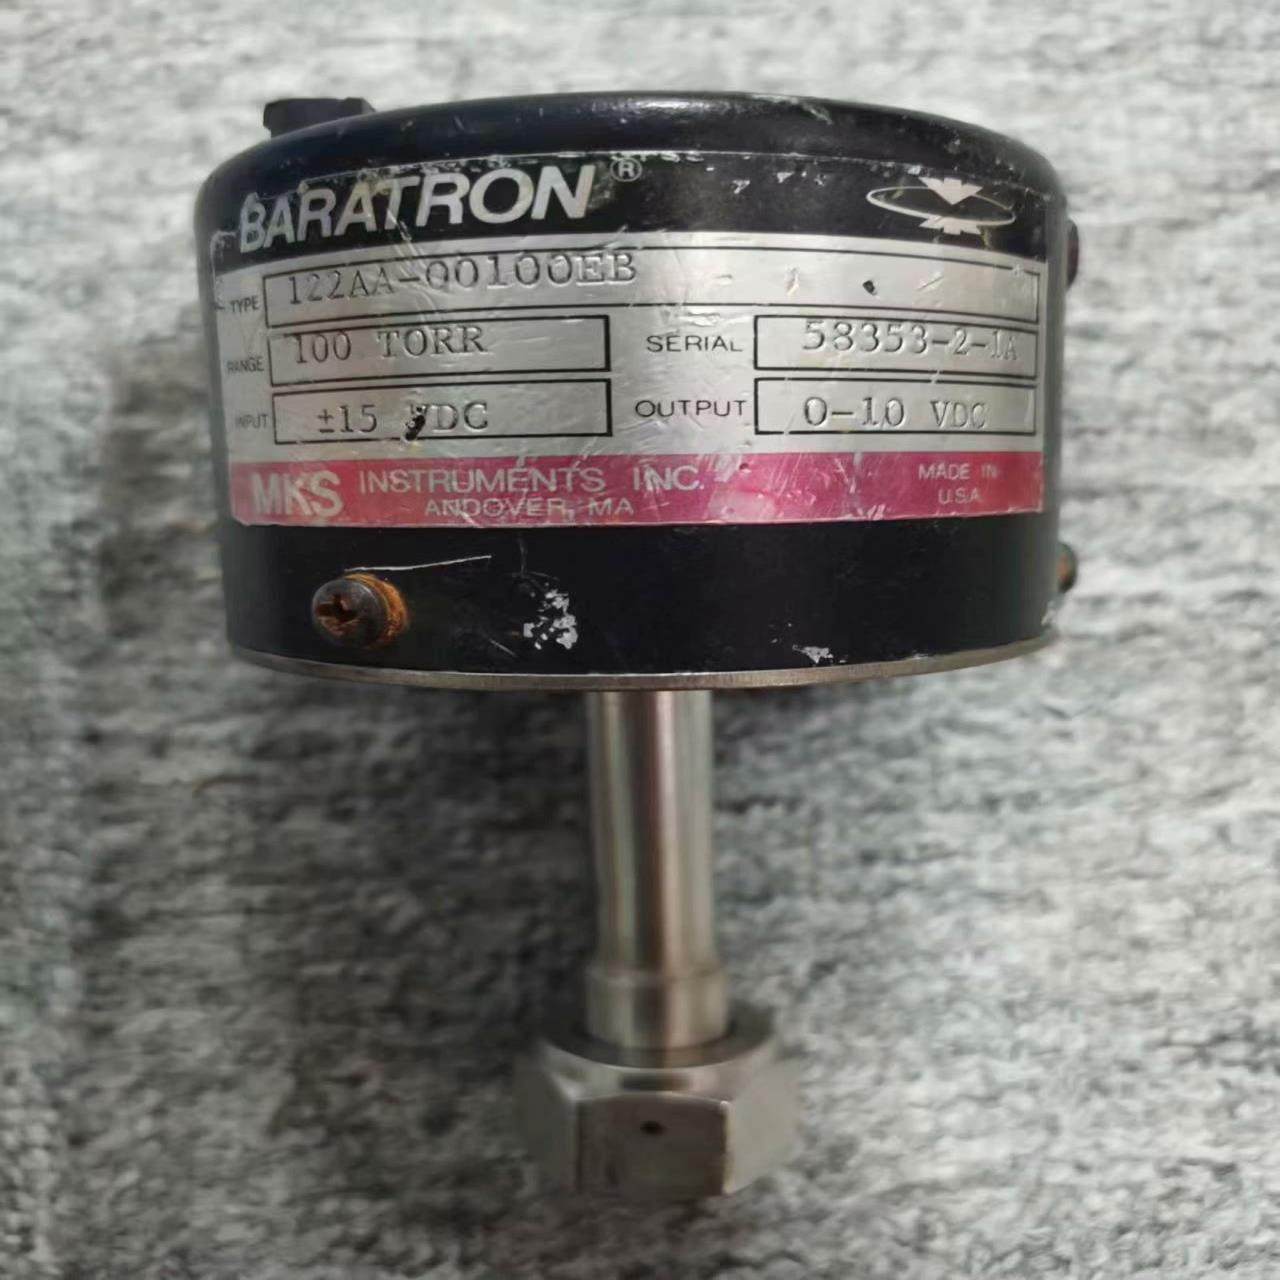 BARATRON®
TYPE 122AA-00100EB
RANGE 100 TORR SERIAL 58353-2-1A
INPUT ±15 VDC OUTPUT 0-10 VDC
MKS INSTRUMENTS INC. MADE IN
ANDOVER, MA U.S.A.